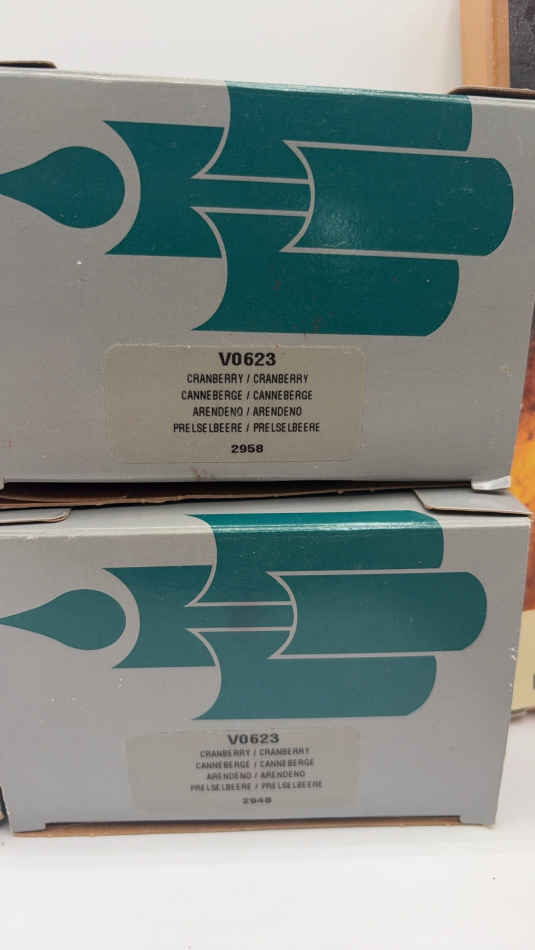 V0623
CRANBERRY / CRANBERRY
CANNEBERGE / CANNEBERGE
ARENDENO / ARENDENO
PRELSELBEERE / PRELSELBEERE
2958
V0623
CRANBERRY / CRANBERRY
CANNEBERGE / CANNEBERGE
ARENDENO / ARENDENO
PRELSELBEERE / PRELSELBEERE
2948